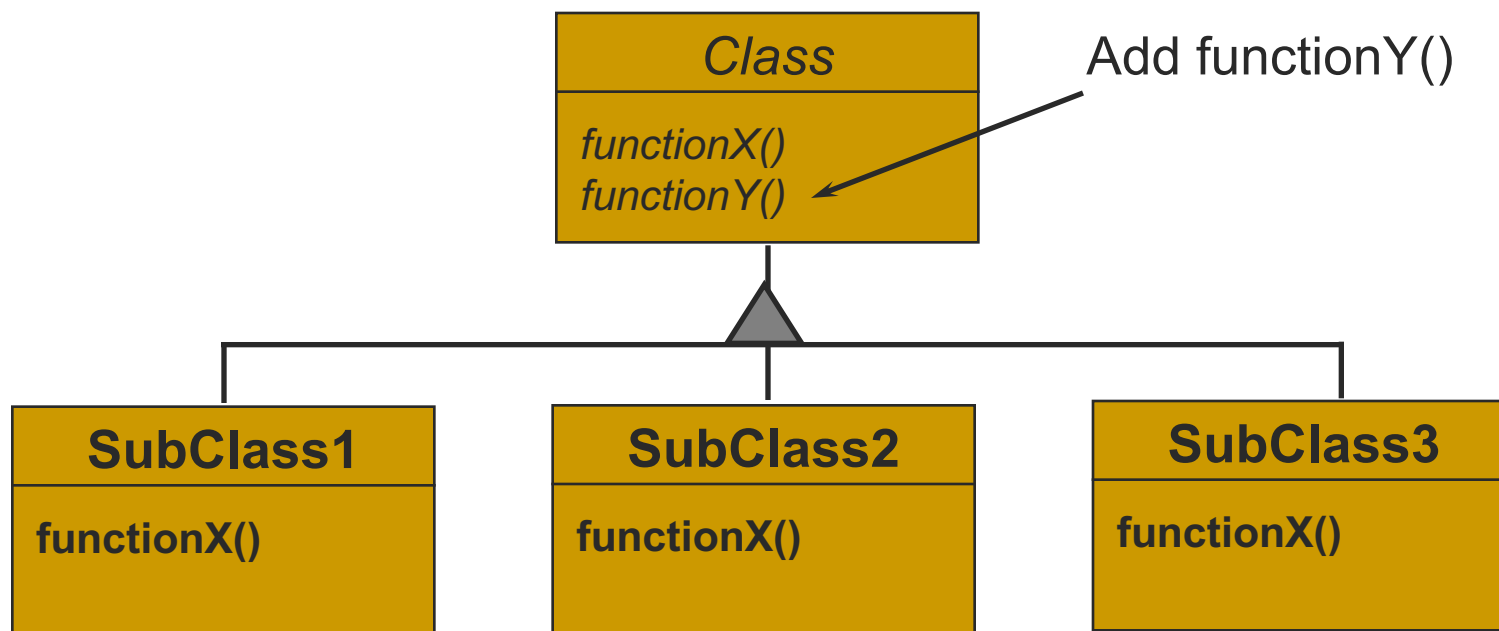 Class
Add functionY()
functionX()
functionY()
SubClass1
functionX()
SubClass2
functionX()
SubClass3
functionX()